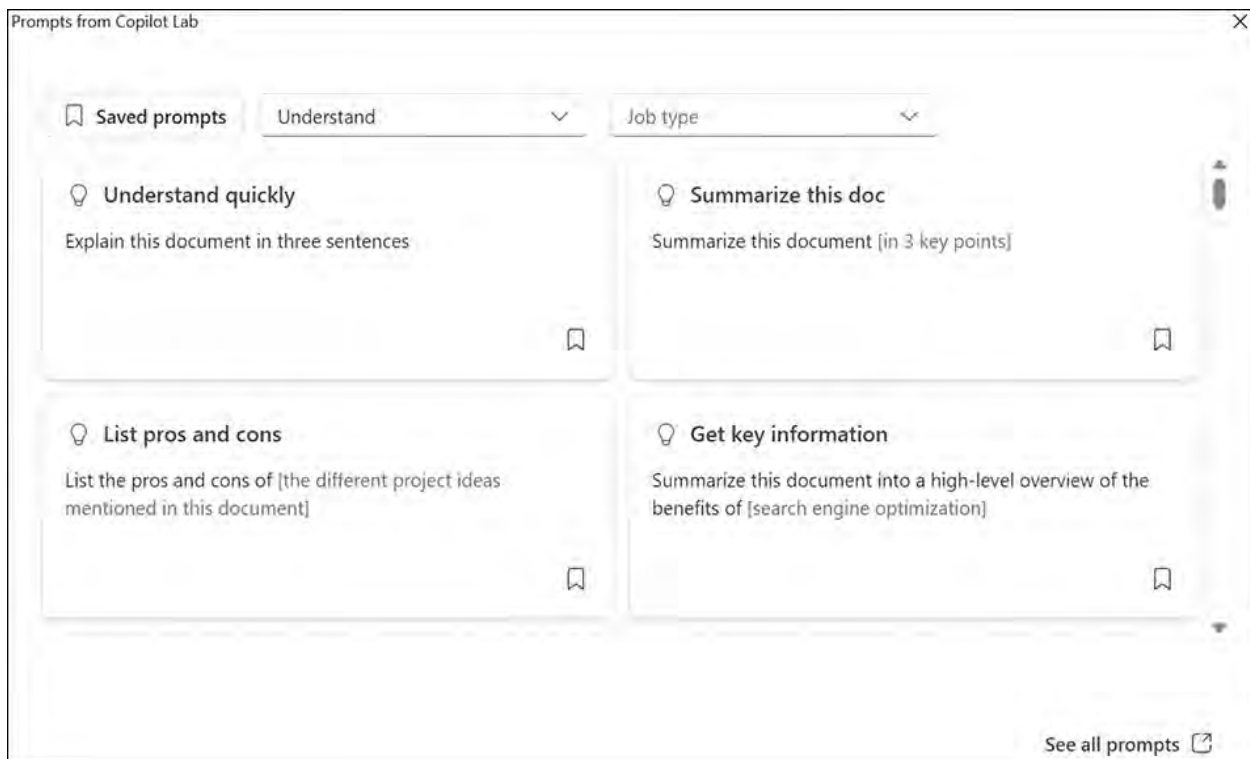 Prompts from Copilot Lab
Saved prompts
Understand
Job type
Understand quickly
Explain this document in three sentences
Summarize this doc
Summarize this document [in 3 key points]
List pros and cons
List the pros and cons of [the different project ideas
mentioned in this document]
Get key information
Summarize this document into a high-level overview of the
benefits of [search engine optimization]
See all prompts